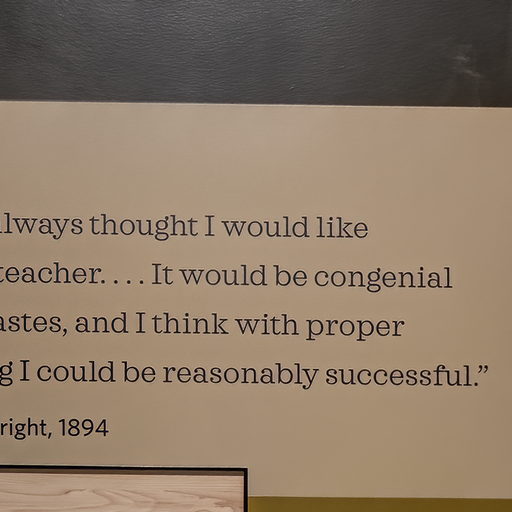 lways thought I would like
teacher. . . . It would be congenial
astes, and I think with proper
g I could be reasonably successful.”
right, 1894